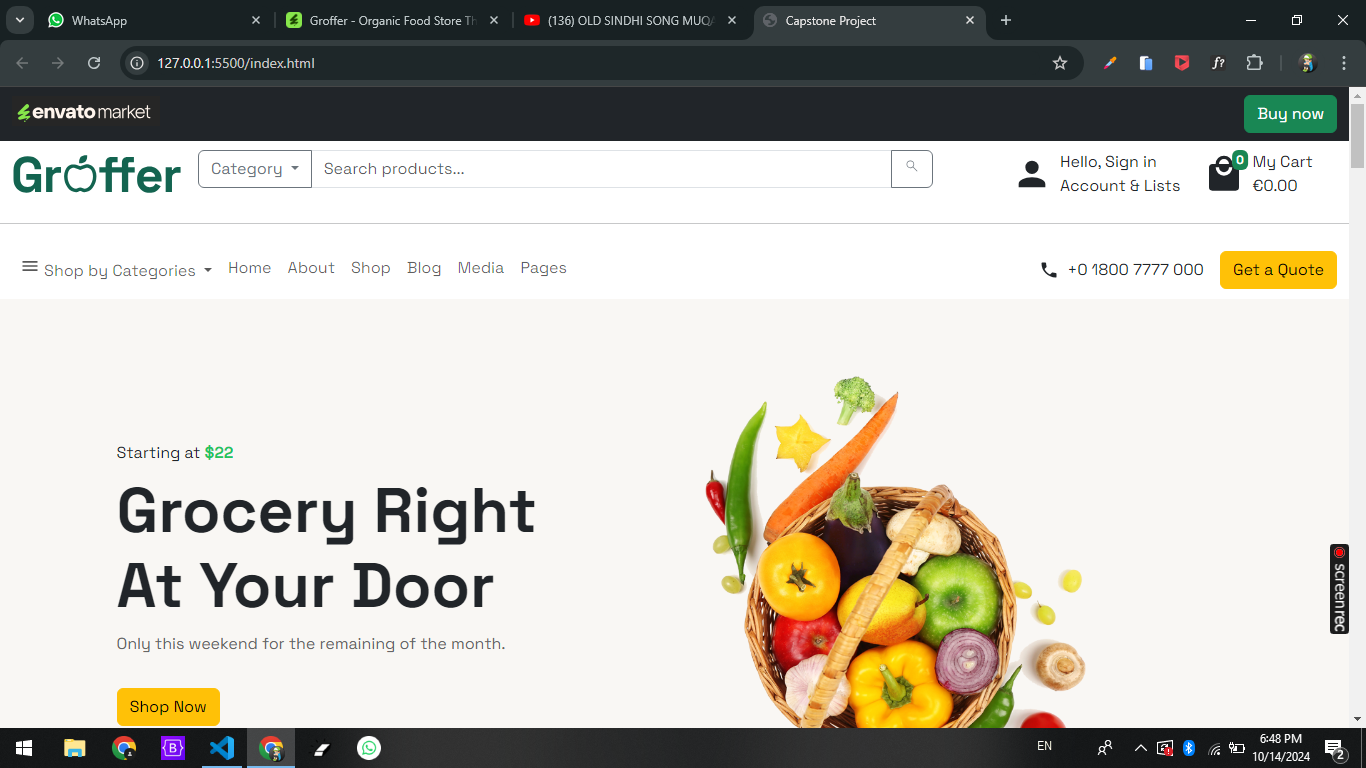 WhatsApp
Groffer - Organic Food Store Th
(136) OLD SINDHI SONG MUQA
Capstone Project
127.0.0.1:5500/index.html
f?
envato market
Buy now
Groffer
Category
Search products...
Hello, Sign in
Account & Lists
0
My Cart
€0.00
Shop by Categories
Home
About
Shop
Blog
Media
Pages
+0 1800 7777 000
Get a Quote
Starting at $22
Grocery Right
At Your Door
Only this weekend for the remaining of the month.
Shop Now
screen rec
B
EN
6:48 PM
10/14/2024
2